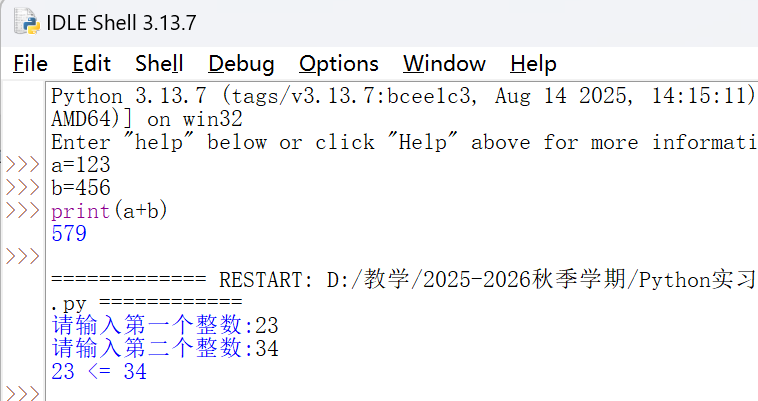 IDLE Shell 3.13.7
File Edit Shell Debug Options Window Help
Python 3.13.7 (tags/v3.13.7:bcee1c3, Aug 14 2025, 14:15:11)
AMD64)] on win32
Enter "help" below or click "Help" above for more informati
>>> a=123
>>> b=456
>>> print(a+b)
579
>>>
============= RESTART: D:/教学/2025-2026秋季学期/Python实习
.py ============
请输入第一个整数:23
请输入第二个整数:34
23 <= 34
>>>